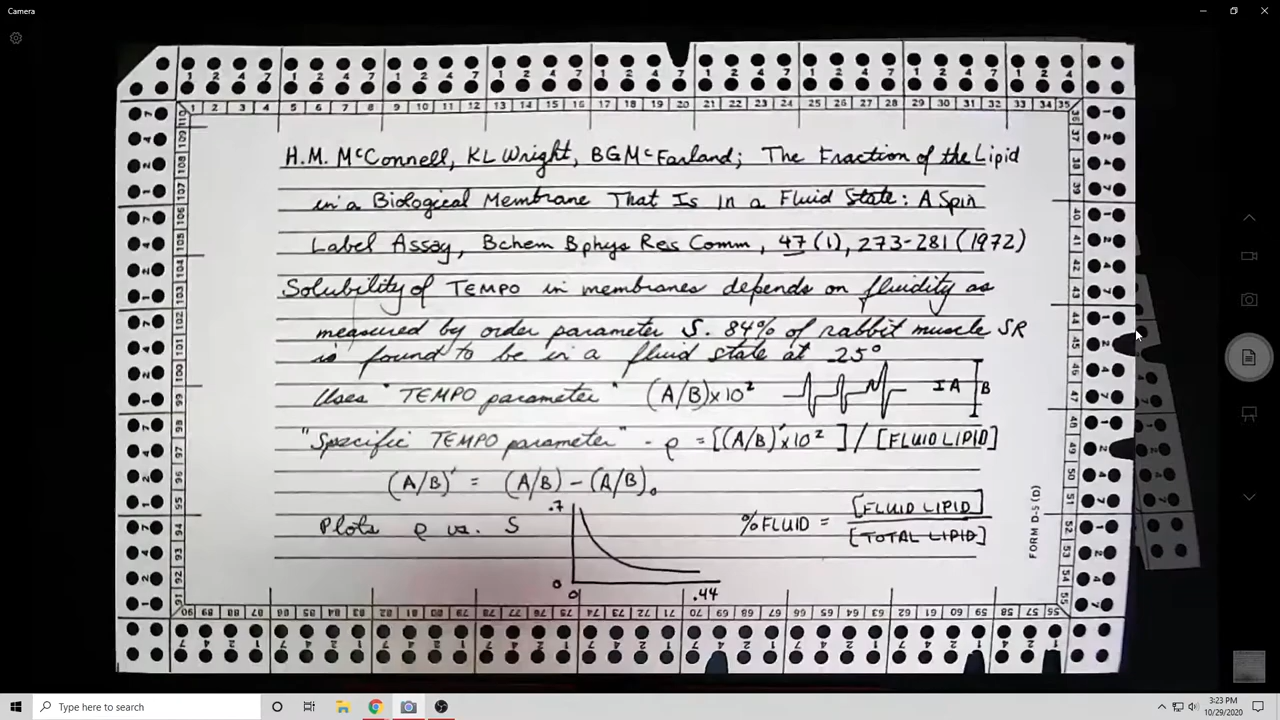 Camera
H.M. McConnell, KL Wright, BG McFarland; The Fraction of the Lipid
in a Biological Membrane That Is In a Fluid State: A Spin
Label Assay, Bchem Bphys Res Comm, 47(1), 273-281 (1972)
Solubility of TEMPO in membranes depends on fluidity as
measured by order parameter S. 84% of rabbit muscle SR
is found to be in a fluid state at 25°
Uses "TEMPO parameter" (A/B)x10² I A B
"Specific TEMPO parameter" - ρ = [(A/B)'x10²] / [FLUID LIPID]
(A/B)' = (A/B) - (A/B)₀
Plots ρ vs. S
.7
0
0
.44
%FLUID = [FLUID LIPID]
[TOTAL LIPID]
FORM D-5 (D)
Type here to search
3:23 PM
10/29/2020